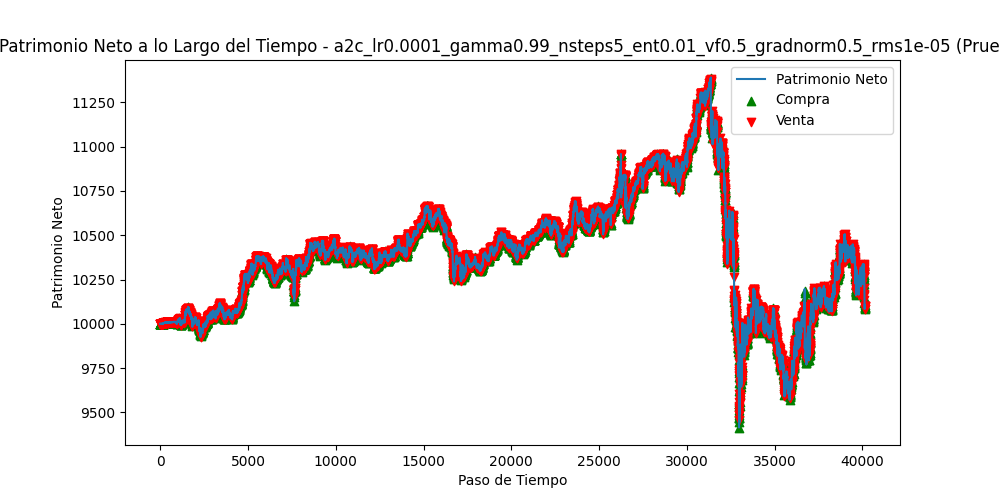 Patrimonio Neto a lo Largo del Tiempo - a2c_lr0.0001_gamma0.99_nsteps5_ent0.01_vf0.5_gradnorm0.5_rms1e-05 (Prue
Patrimonio Neto
Compra
Venta
Patrimonio Neto
11250
11000
10750
10500
10250
10000
9750
9500
0 5000 10000 15000 20000 25000 30000 35000 40000
Paso de Tiempo